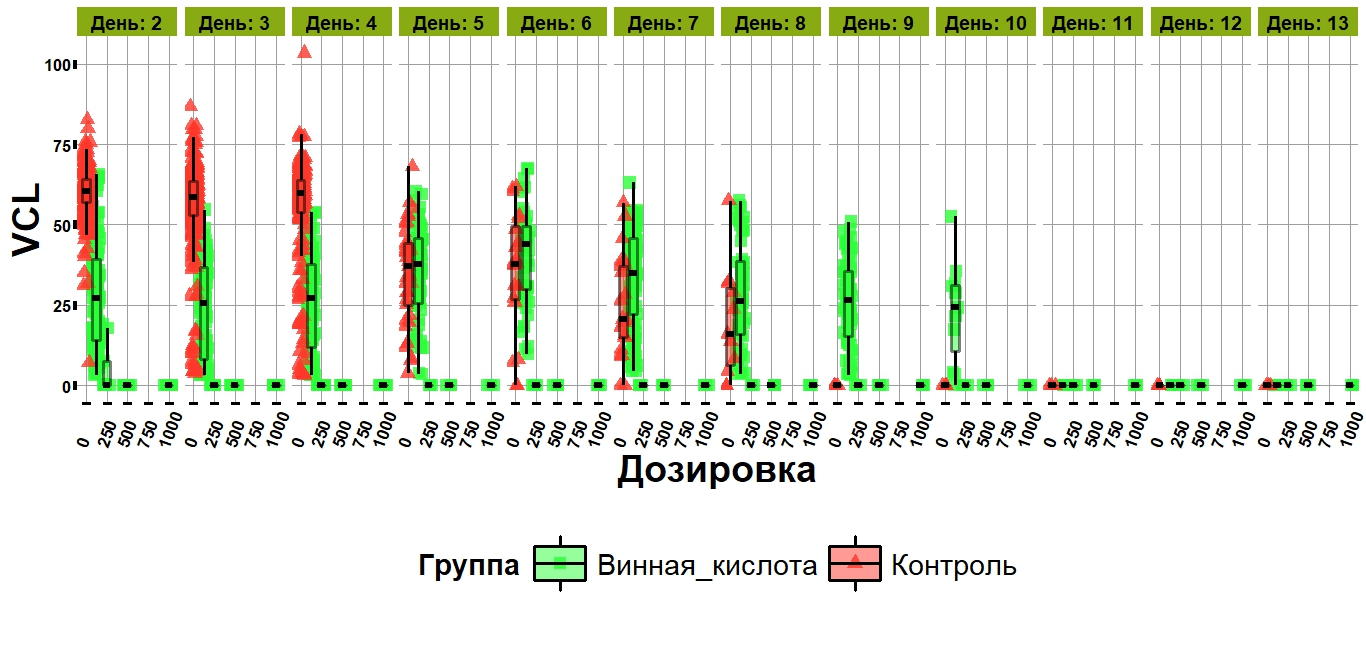 День: 2 День: 3 День: 4 День: 5 День: 6 День: 7 День: 8 День: 9 День: 10 День: 11 День: 12 День: 13
100
75
50
25
0
VCL
0 250 500 750 1000 0 250 500 750 1000 0 250 500 750 1000 0 250 500 750 1000 0 250 500 750 1000 0 250 500 750 1000 0 250 500 750 1000 0 250 500 750 1000 0 250 500 750 1000 0 250 500 750 1000 0 250 500 750 1000 0 250 500 750 1000
Дозировка
Группа Винная_кислота Контроль